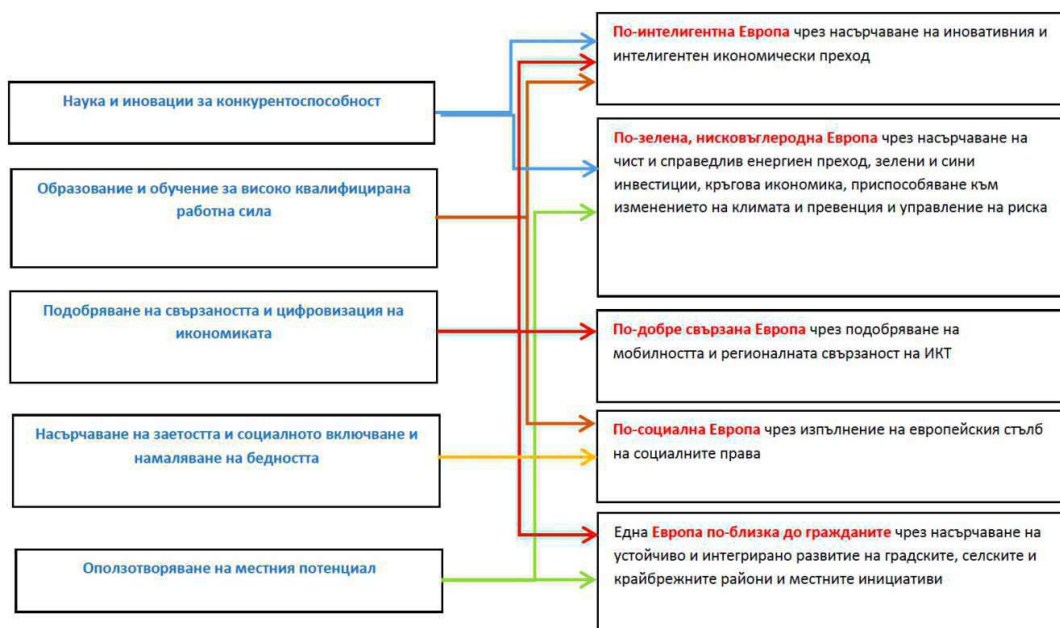 Наука и иновации за конкурентоспособност
Образование и обучение за високо квалифицирана
работна сила
Подобряване на свързаността и цифровизация на
икономиката
Насърчаване на заетостта и социалното включване и
намаляване на бедността
Оползотворяване на местния потенциал
По-интелигентна Европа чрез насърчаване на иновативния и
интелигентен икономически преход
По-зелена, нисковъглеродна Европа чрез насърчаване на
чист и справедлив енергиен преход, зелени и сини
инвестиции, кръгова икономика, приспособяване към
изменението на климата и превенция и управление на риска
По-добре свързана Европа чрез подобряване на
мобилността и регионалната свързаност на ИКТ
По-социална Европа чрез изпълнение на европейския стълб
на социалните права
Една Европа по-близка до гражданите чрез насърчаване на
устойчиво и интегрирано развитие на градските, селските и
крайбрежните райони и местните инициативи